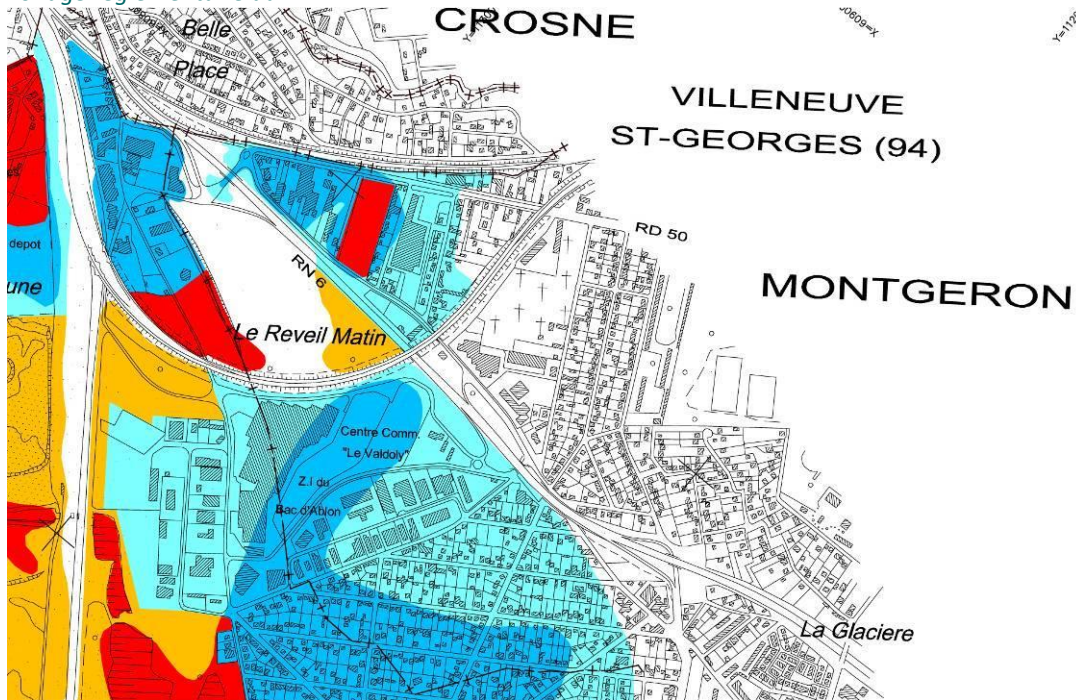 Belle
Place
CROSNE
VILLENEUVE
ST-GEORGES (94)
RD 50
MONTGERON
depot
RN 6
Le Reveil Matin
Centre Comm.
"Le Valdoly"
Z.I du
Bac d'Ablon
La Glaciere